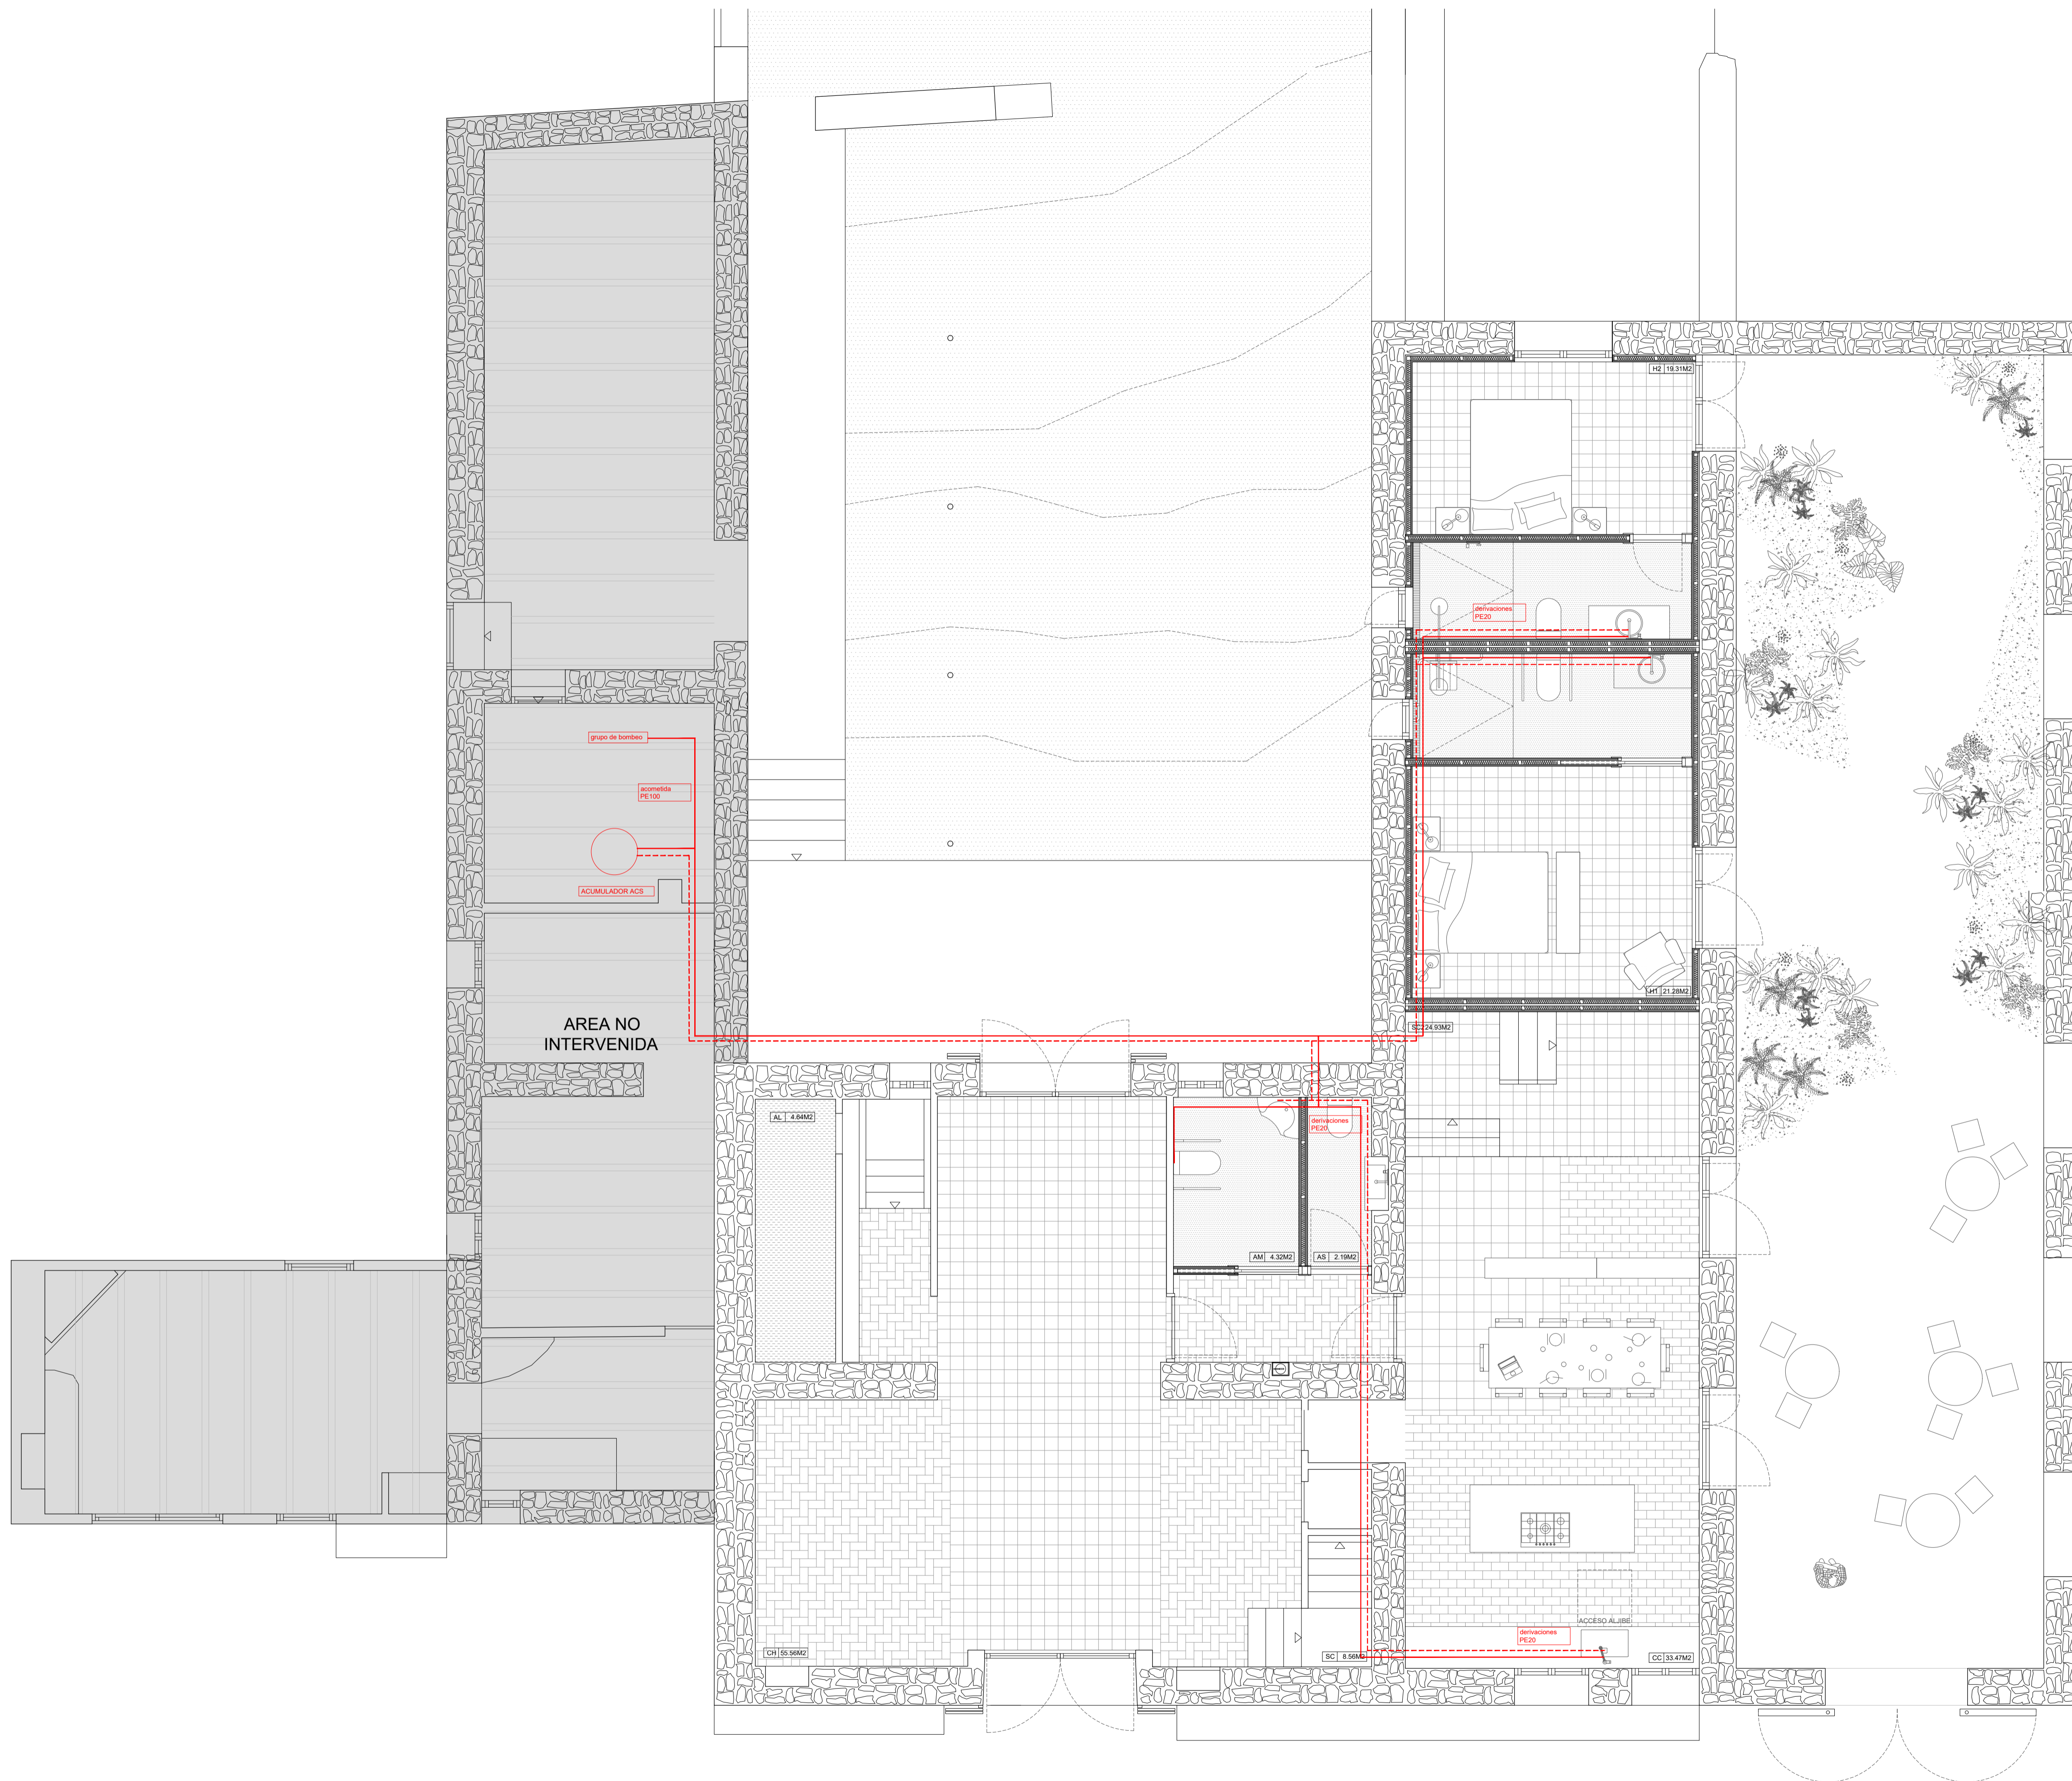 H2 19.31M2
derivaciones
PE20
grupo de bombeo
acometida
PE100
ACUMULADOR ACS
H1 21.28M2
AREA NO
INTERVENIDA
24.93M2
AL 4.64M2
derivaciones
PE20
AM 4.32M2
AS 2.19M2
ACCESO ALJIBE
derivaciones
PE20
CH 55.56M2
SC 8.56M2
CC 33.47M2